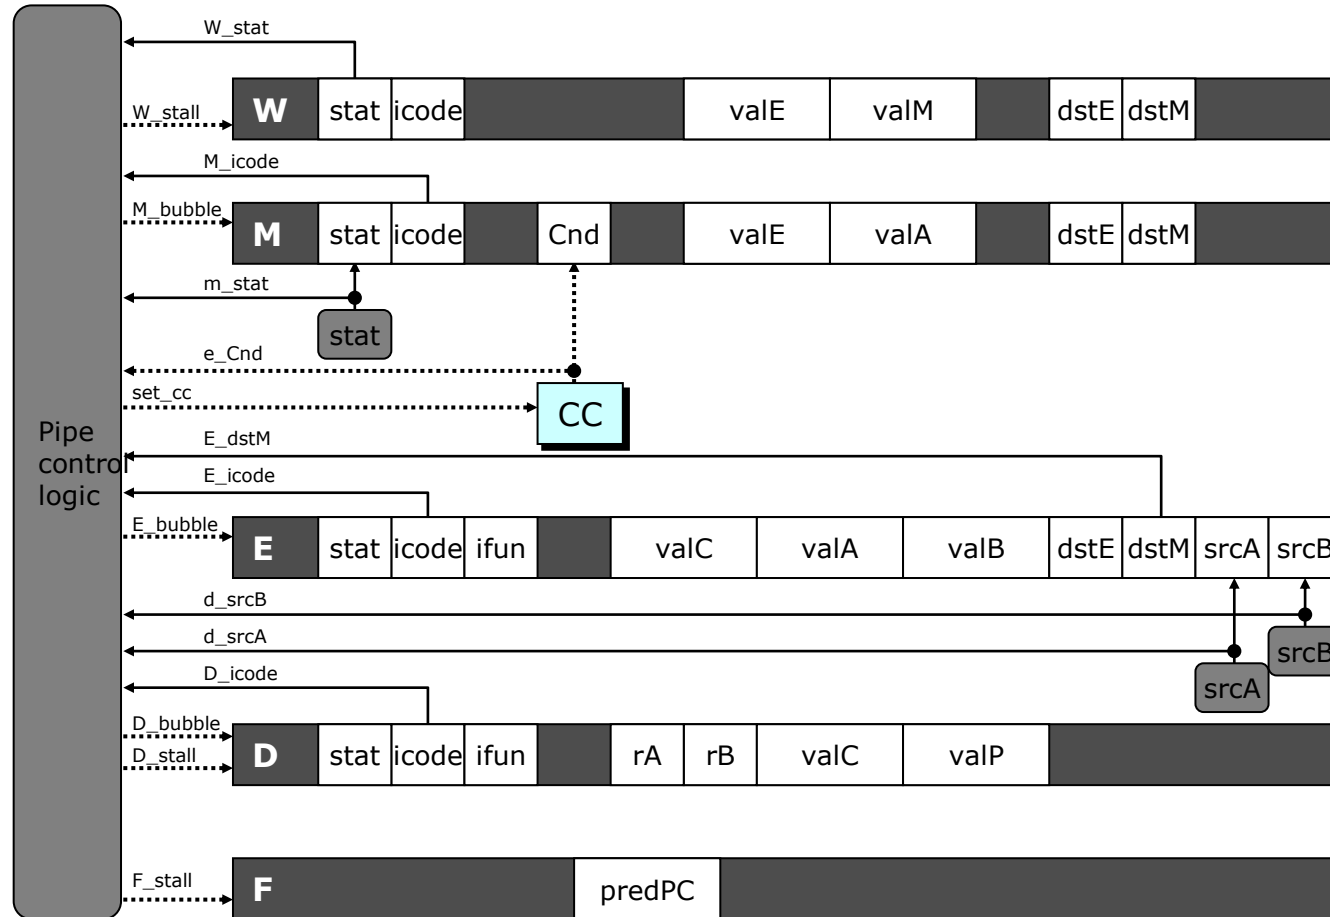 W_stat
W_stall
W stat icode valE valM dstE dstM
M_icode
M_bubble
M stat icode Cnd valE valA dstE dstM
m_stat
stat
e_Cnd
set_cc
CC
Pipe
control
logic
E_dstM
E_icode
E_bubble
E stat icode ifun valC valA valB dstE dstM srcA srcB
d_srcB
srcB
d_srcA
srcA
D_icode
D_bubble
D_stall
D stat icode ifun rA rB valC valP
F_stall
F predPC